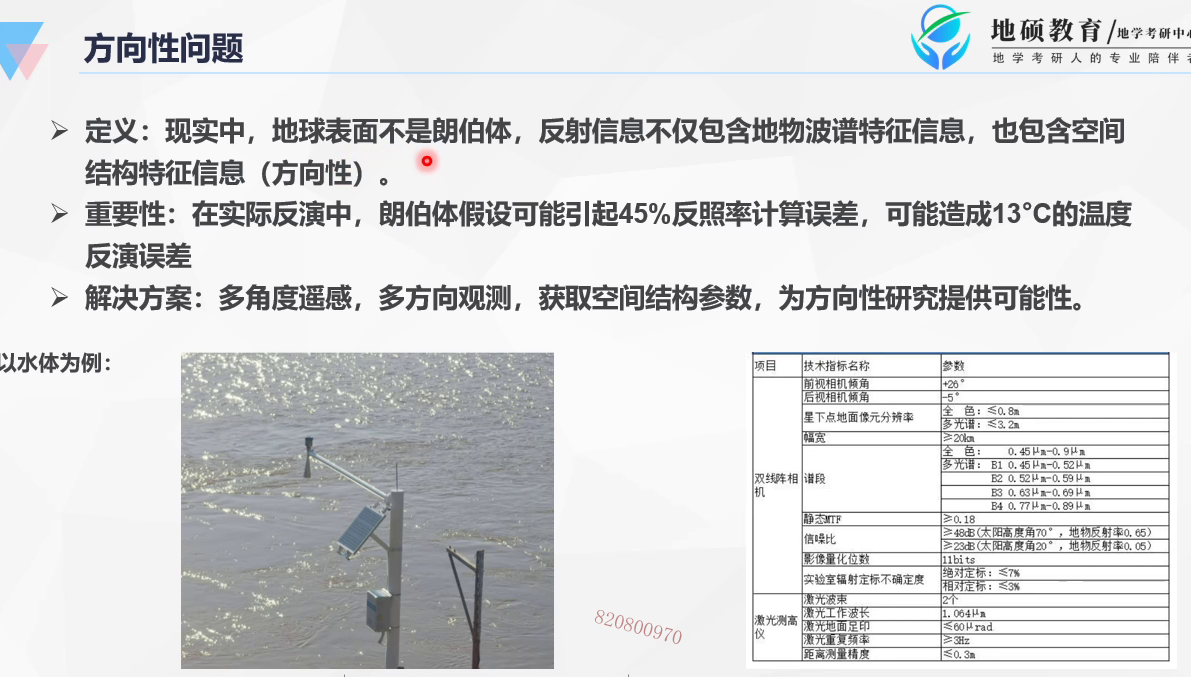 方向性问题
地硕教育/地学考研中心
地学考研人的专业陪伴者
➢ 定义：现实中，地球表面不是朗伯体，反射信息不仅包含地物波谱特征信息，也包含空间
结构特征信息（方向性）。
➢ 重要性：在实际反演中，朗伯体假设可能引起45%反照率计算误差，可能造成13°C的温度
反演误差
➢ 解决方案：多角度遥感，多方向观测，获取空间结构参数，为方向性研究提供可能性。
以水体为例：
820800970
项目 技术指标名称 参数
双线阵相机 前视相机倾角 +26°
后视相机倾角 -5°
星下点地面像元分辨率 全 色：≤0.8m
多光谱：≤3.2m
幅宽 ≥20km
谱段 全 色： 0.45μm-0.9μm
多光谱： B1 0.45μm-0.52μm
B2 0.52μm-0.59μm
B3 0.63μm-0.69μm
B4 0.77μm-0.89μm
静态MTF ≥0.18
信噪比 ≥48dB(太阳高度角70°，地物反射率0.65)
≥23dB(太阳高度角20°，地物反射率0.05)
影像量化位数 11bits
实验室辐射定标不确定度 绝对定标：≤7%
相对定标：≤3%
激光测高仪 激光波束 2个
激光工作波长 1.064μm
激光地面足印 ≤60μrad
激光重复频率 ≥3Hz
距离测量精度 ≤0.3m